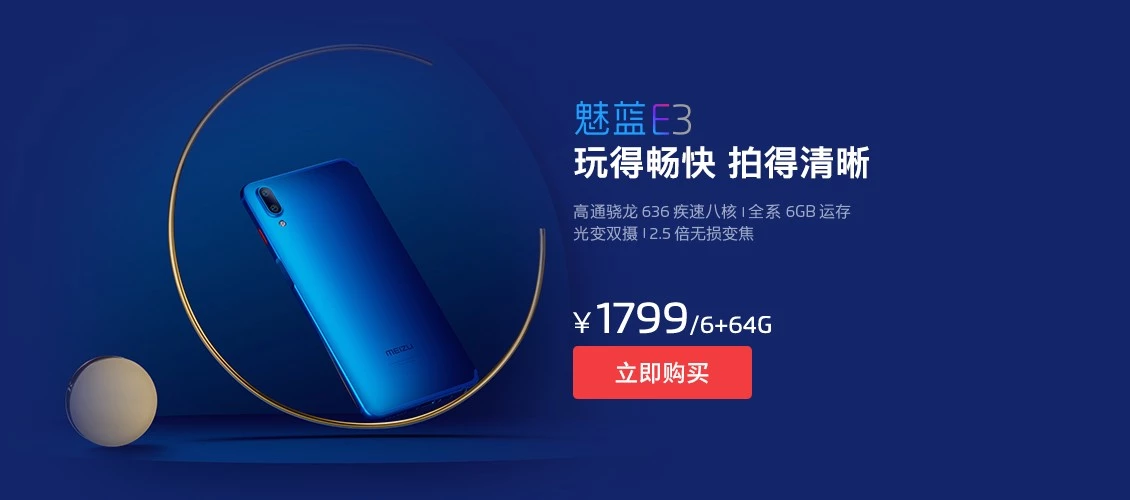 魅蓝 E3
玩得畅快 拍得清晰
高通骁龙 636 疾速八核 | 全系 6GB 运存
光变双摄 | 2.5 倍无损变焦
¥1799/6+64G
立即购买
MEIZU